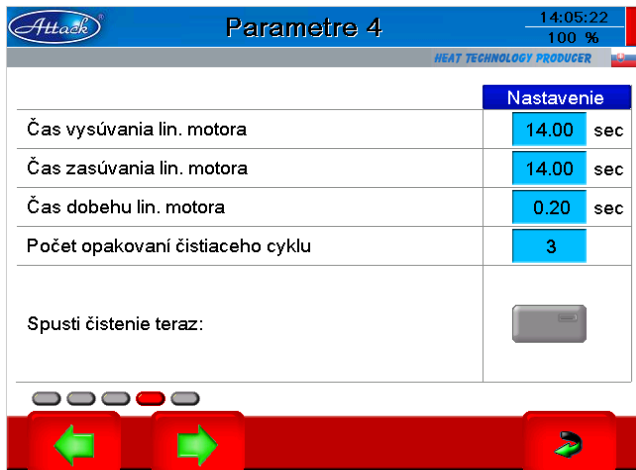 Attack®
Parametre 4
14:05:22
100 %
HEAT TECHNOLOGY PRODUCER
Nastavenie
Čas vysúvania lin. motora 14.00 sec
Čas zasúvania lin. motora 14.00 sec
Čas dobehu lin. motora 0.20 sec
Počet opakovaní čistiaceho cyklu 3
Spusti čistenie teraz: